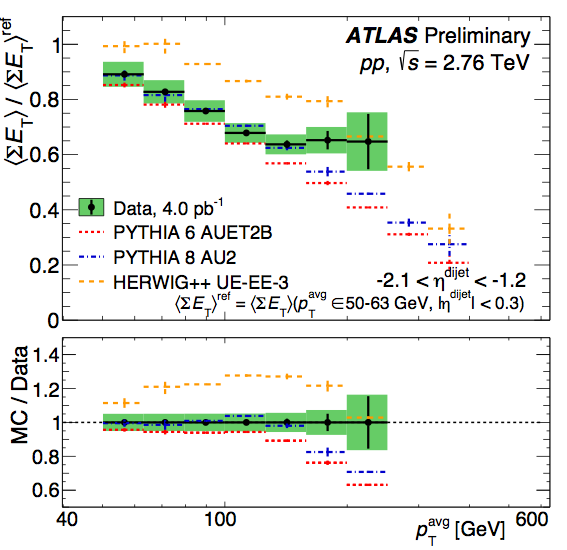 ⟨ΣE_T⟩ / ⟨ΣE_T⟩^ref
1
0.8
0.6
0.4
0.2
0
ATLAS Preliminary
pp, √s = 2.76 TeV
Data, 4.0 pb⁻¹
PYTHIA 6 AUET2B
PYTHIA 8 AU2
HERWIG++ UE-EE-3
-2.1 < η^dijet < -1.2
⟨ΣE_T⟩^ref = ⟨ΣE_T⟩(p_T^avg ∈50-63 GeV, |η^dijet| < 0.3)
MC / Data
1.4
1.2
1.0
0.8
0.6
40
100
200
600
p_T^avg [GeV]